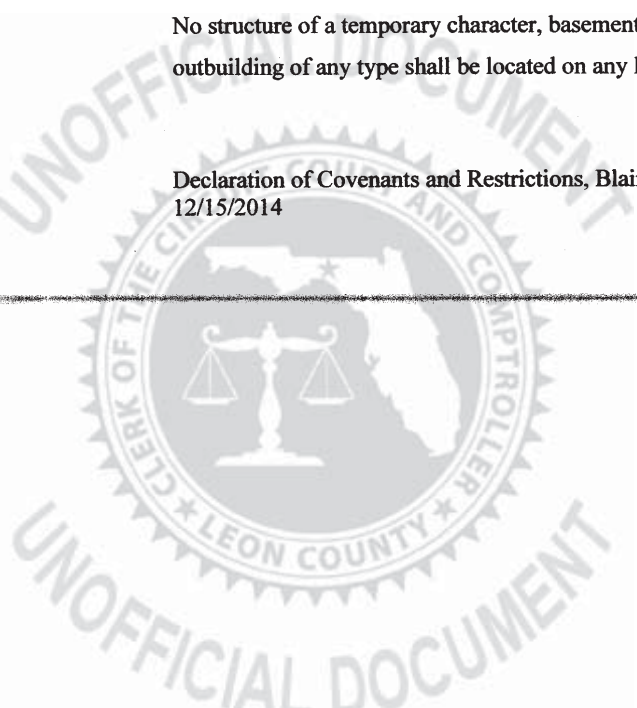 No structure of a temporary character, basement
outbuilding of any type shall be located on any
UNOFFICIAL DOCUMENT
Declaration of Covenants and Restrictions, Blai
12/15/2014
CLERK OF THE CIRCUIT COURT AND COMPTROLLER
LEON COUNTY
UNOFFICIAL DOCUMENT